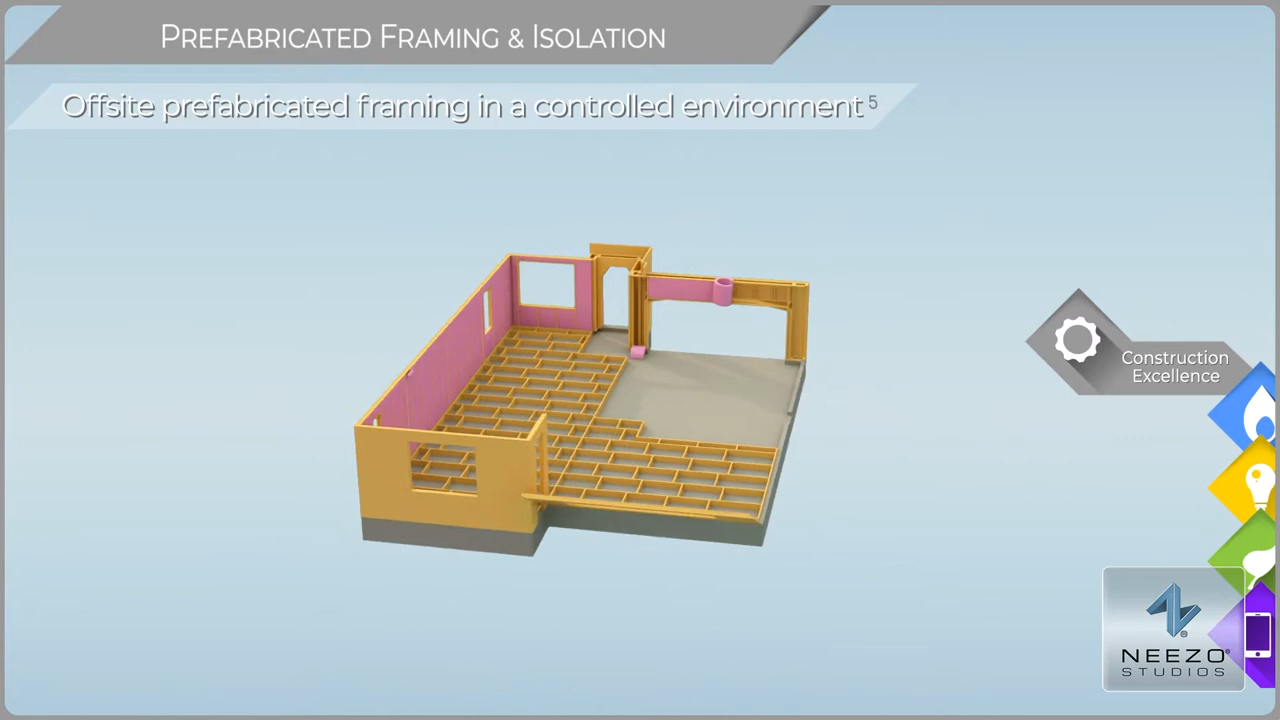 PREFABRICATED FRAMING & ISOLATION
Offsite prefabricated framing in a controlled environment 5
Construction
Excellence
NEEZO®
STUDIOS